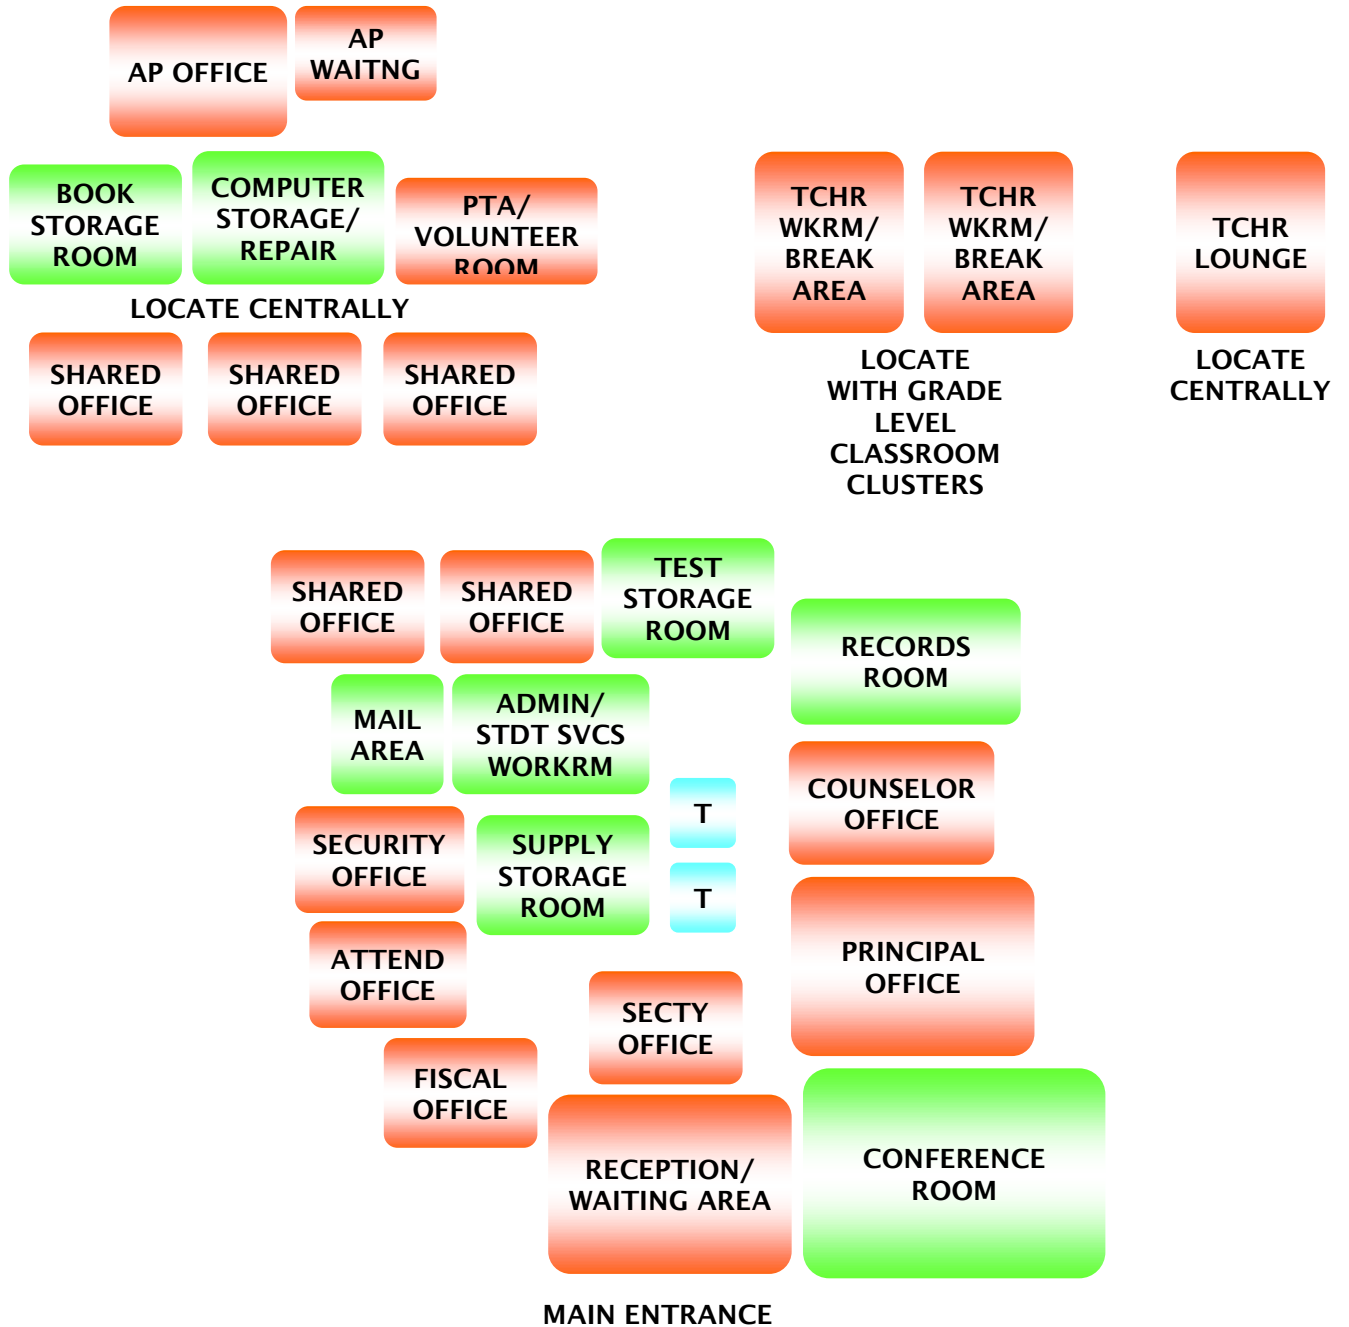 AP OFFICE
AP
WAITNG
BOOK
STORAGE
ROOM
COMPUTER
STORAGE/
REPAIR
PTA/
VOLUNTEER
ROOM
LOCATE CENTRALLY
SHARED
OFFICE
SHARED
OFFICE
SHARED
OFFICE
TCHR
WKRM/
BREAK
AREA
TCHR
WKRM/
BREAK
AREA
LOCATE
WITH GRADE
LEVEL
CLASSROOM
CLUSTERS
TCHR
LOUNGE
LOCATE
CENTRALLY
SHARED
OFFICE
SHARED
OFFICE
TEST
STORAGE
ROOM
RECORDS
ROOM
MAIL
AREA
ADMIN/
STDT SVCS
WORKRM
T
COUNSELOR
OFFICE
SECURITY
OFFICE
SUPPLY
STORAGE
ROOM
T
ATTEND
OFFICE
PRINCIPAL
OFFICE
SECTY
OFFICE
FISCAL
OFFICE
RECEPTION/
WAITING AREA
CONFERENCE
ROOM
MAIN ENTRANCE